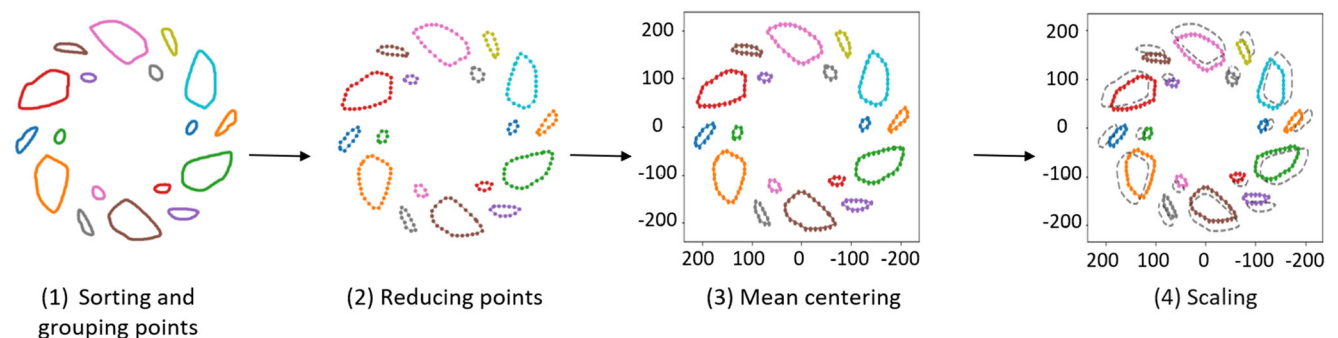 200
100
0
-100
-200
200 100 0 -100 -200
200
100
0
-100
-200
200 100 0 -100 -200
(1) Sorting and
grouping points
(2) Reducing points
(3) Mean centering
(4) Scaling